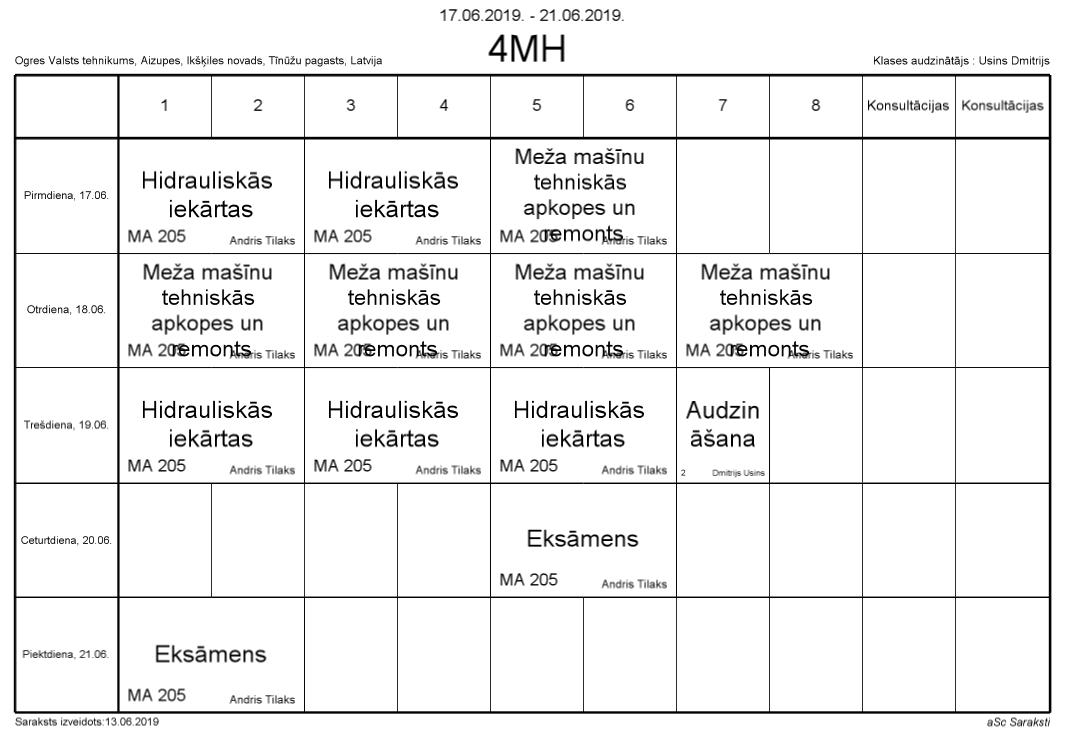 17.06.2019. - 21.06.2019.
4MH
Ogres Valsts tehnikums, Aizupes, Ikšķiles novads, Tīnūžu pagasts, Latvija
Klases audzinātājs : Usins Dmitrijs
1 2 3 4 5 6 7 8 Konsultācijas Konsultācijas
Pirmdiena, 17.06.
Hidrauliskās
iekārtas
MA 205 Andris Tilaks
Hidrauliskās
iekārtas
MA 205 Andris Tilaks
Meža mašīnu
tehniskās
apkopes un
remonts
MA 205 Andris Tilaks
Otrdiena, 18.06.
Meža mašīnu
tehniskās
apkopes un
remonts
MA 205 Andris Tilaks
Meža mašīnu
tehniskās
apkopes un
remonts
MA 205 Andris Tilaks
Meža mašīnu
tehniskās
apkopes un
remonts
MA 205 Andris Tilaks
Meža mašīnu
tehniskās
apkopes un
remonts
MA 205 Andris Tilaks
Trešdiena, 19.06.
Hidrauliskās
iekārtas
MA 205 Andris Tilaks
Hidrauliskās
iekārtas
MA 205 Andris Tilaks
Hidrauliskās
iekārtas
MA 205 Andris Tilaks
Audzin
āšana
2 Dmitrijs Usins
Ceturtdiena, 20.06.
Eksāmens
MA 205 Andris Tilaks
Piektdiena, 21.06.
Eksāmens
MA 205 Andris Tilaks
Saraksts izveidots:13.06.2019
aSc Saraksti